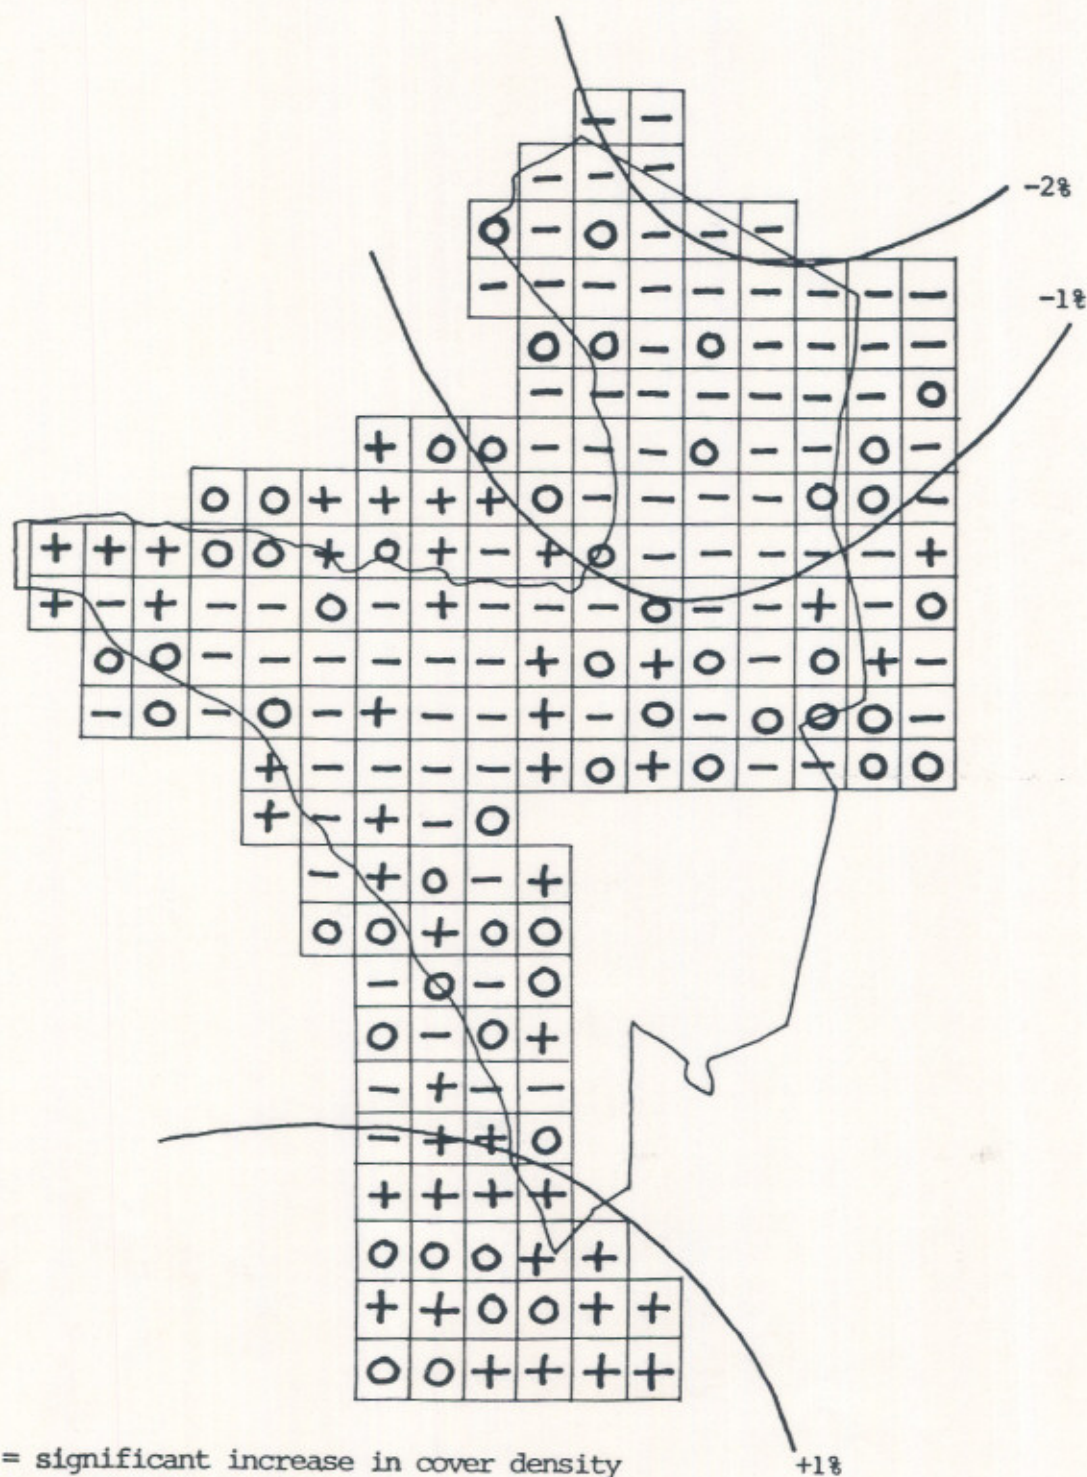 — —
— — —
O — O — — —
— — — — — — — — —
O O — O — — — —
— — — — — — — O
+ O O — — — O — — O —
O O + + + + O — — — — O O —
+ + + O O + O + — + O — — — — — +
+ — + — — O — + — — — O — — + — O
O O — — — — — — + O + O — O + —
— O — O — + — — + — O — O O O —
+ — — — — + O + O — — O O
+ — + — O
— + O — +
O O + O O
— O — O
O — O +
— + — —
— + + O
+ + + +
O O O + +
+ + O O + +
O O + + + +
-2%
-1%
= significant increase in cover density
+1%